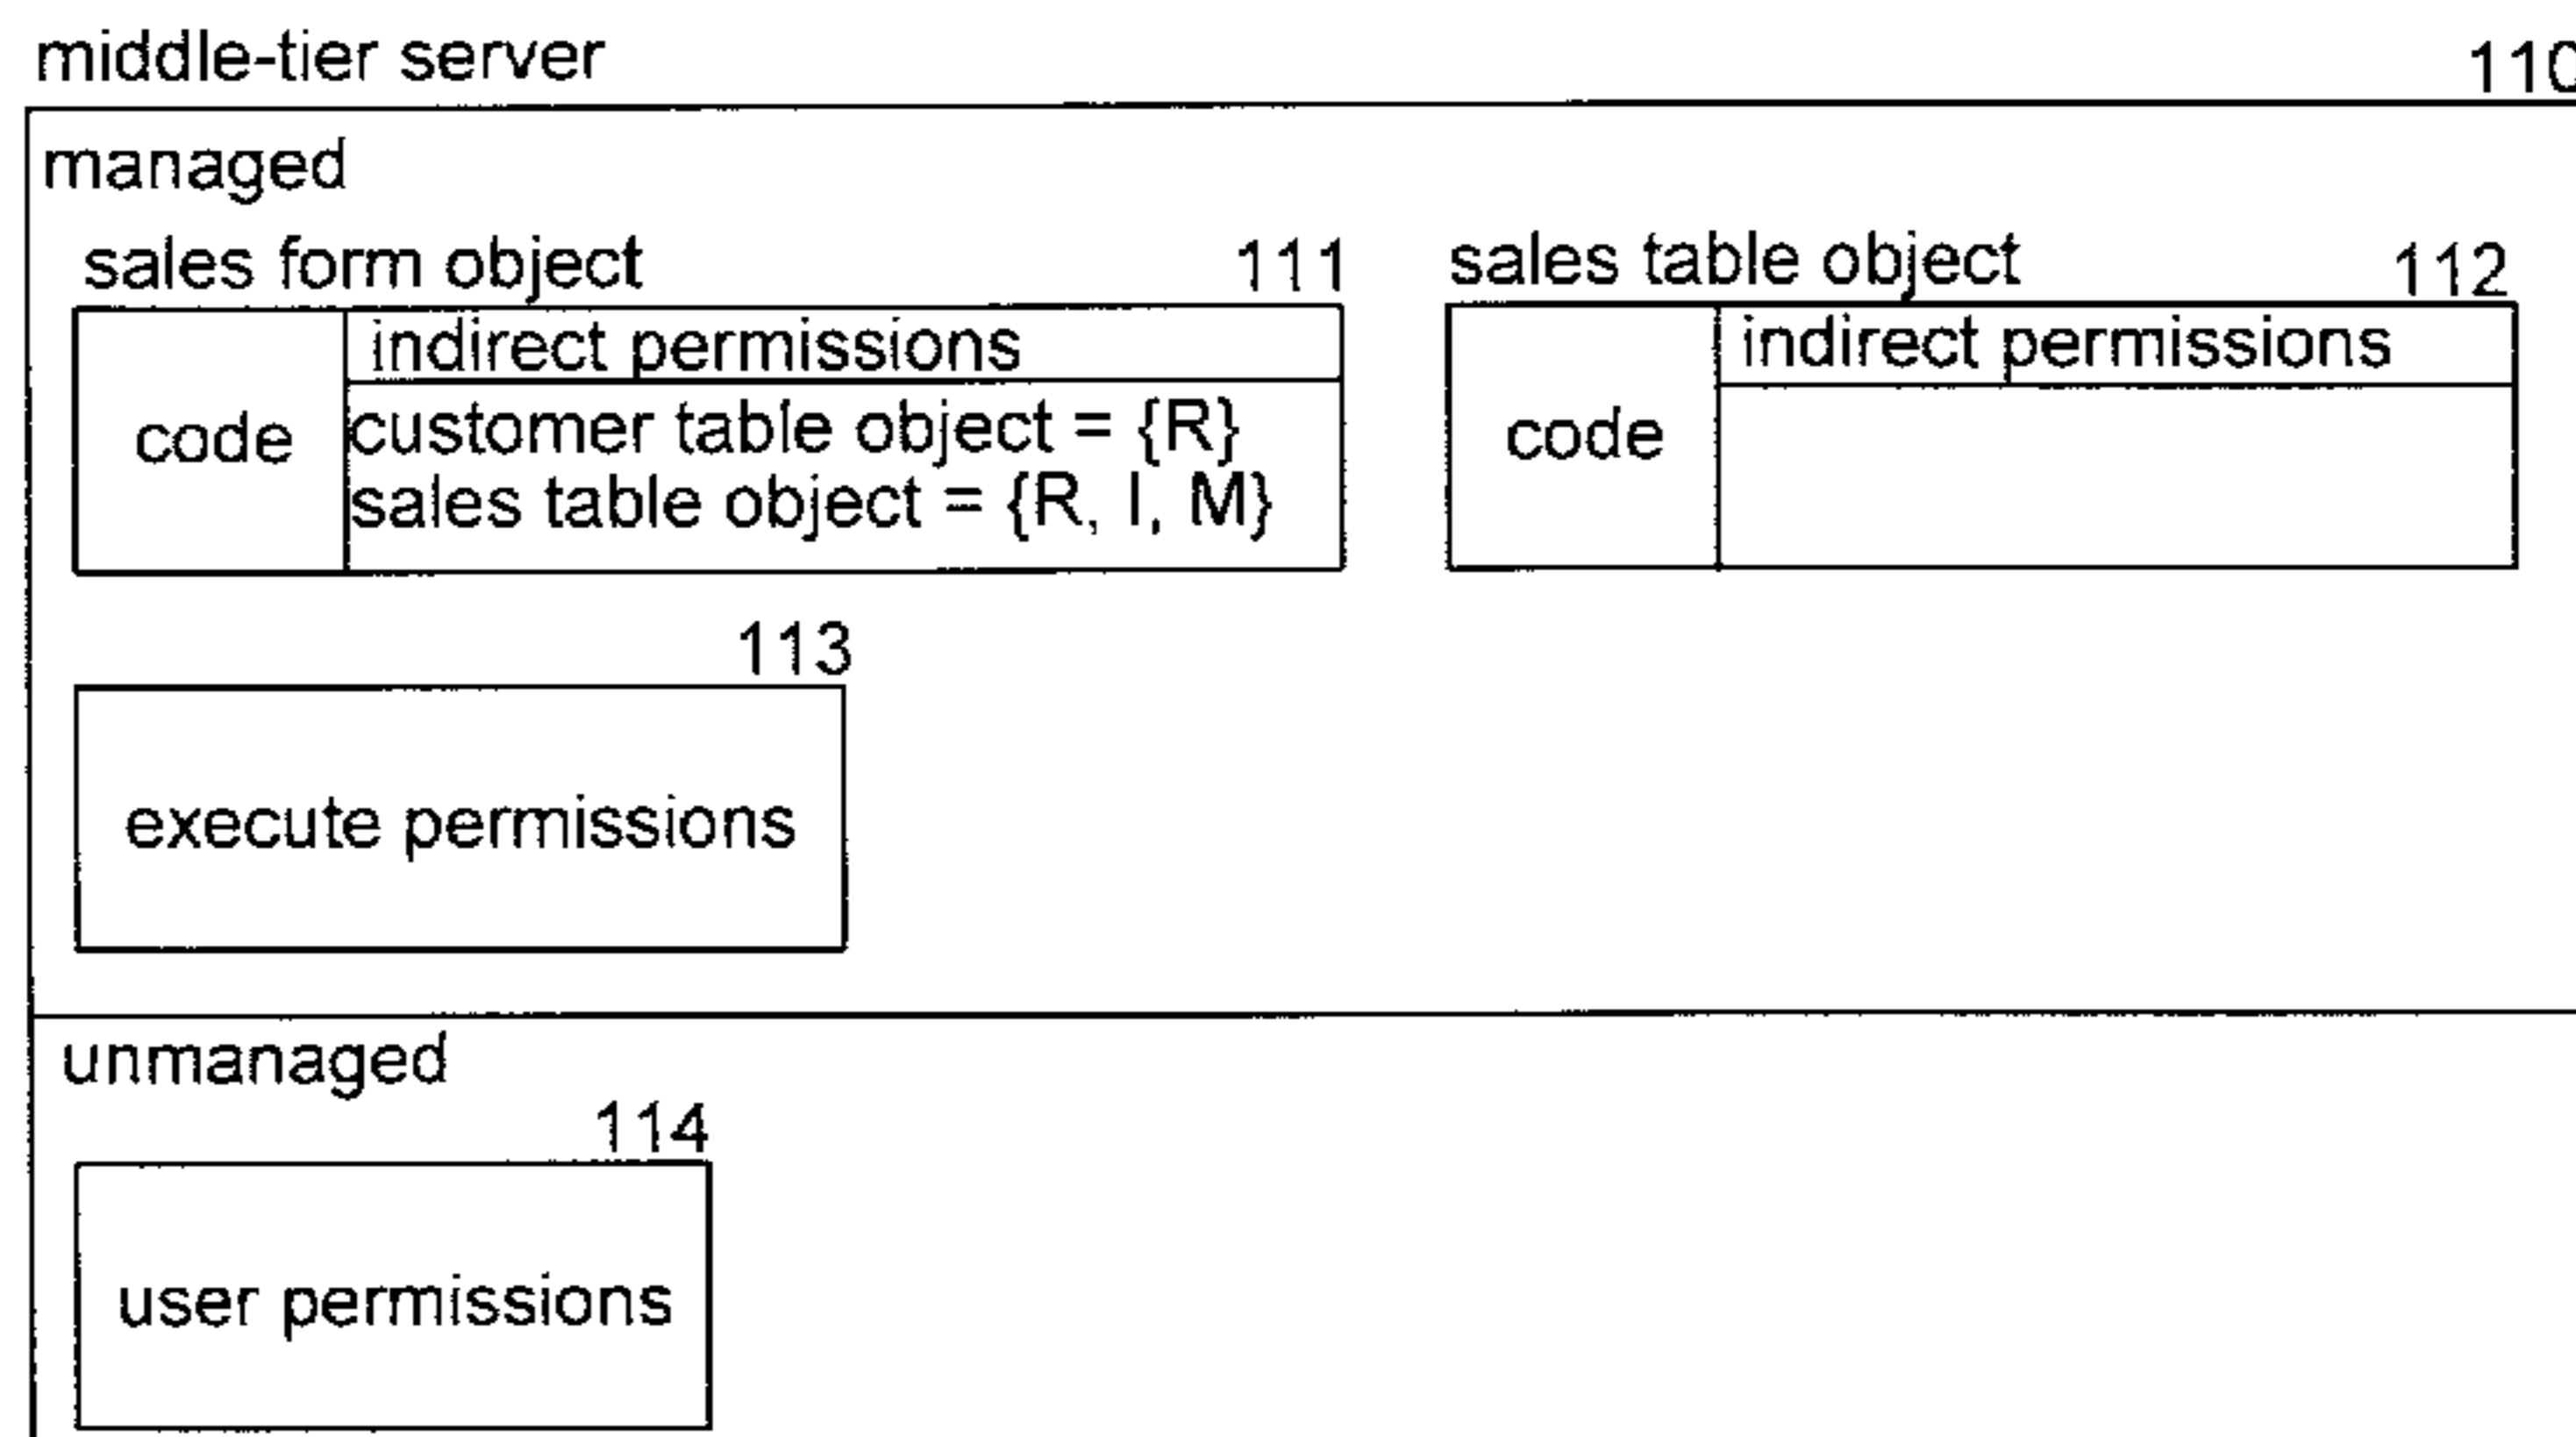 middle-tier server 110
managed
sales form object 111
sales table object 112
indirect permissions
code
customer table object = {R}
sales table object = {R, I, M}
indirect permissions
code
113
execute permissions
unmanaged
114
user permissions